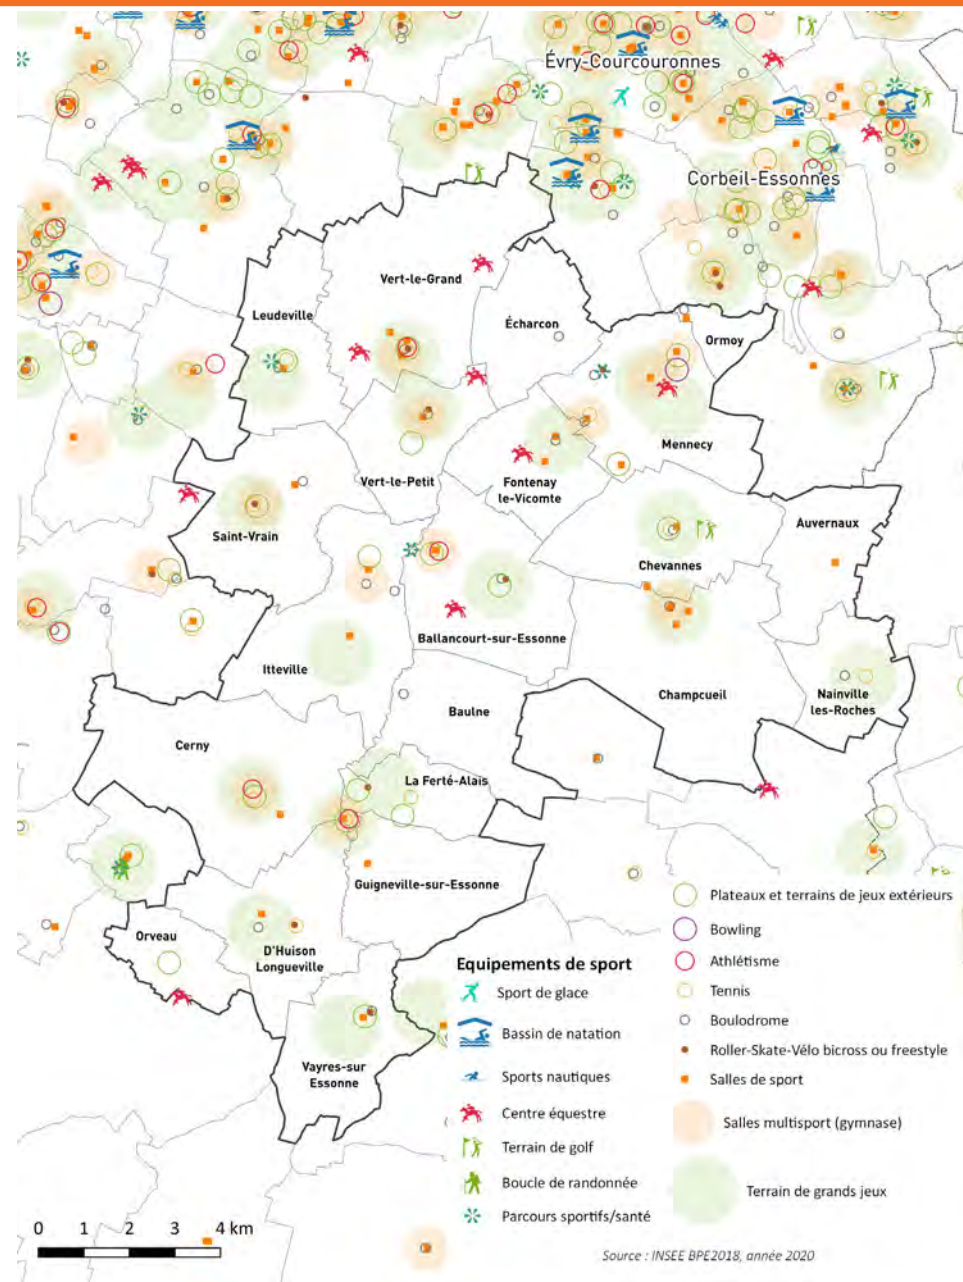 Évry-Courcouronnes
Corbeil-Essonnes
Vert-le-Grand
Leudeville
Écharcon
Ormoy
Mennecy
Vert-le-Petit
Fontenay
le-Vicomte
Auvernaux
Saint-Vrain
Chevannes
Ballancourt-sur-Essonne
Itteville
Champcueil
Nainville
les-Roches
Baulne
Cerny
La Ferté-Alais
Guigneville-sur-Essonne
Orveau
D'Huison
Longueville
Vayres-sur
Essonne
Equipements de sport
Sport de glace
Bassin de natation
Sports nautiques
Centre équestre
Terrain de golf
Boucle de randonnée
Parcours sportifs/santé
Plateaux et terrains de jeux extérieurs
Bowling
Athlétisme
Tennis
Boulodrome
Roller-Skate-Vélo bicross ou freestyle
Salles de sport
Salles multisport (gymnase)
Terrain de grands jeux
0 1 2 3 4 km
Source : INSEE BPE2018, année 2020